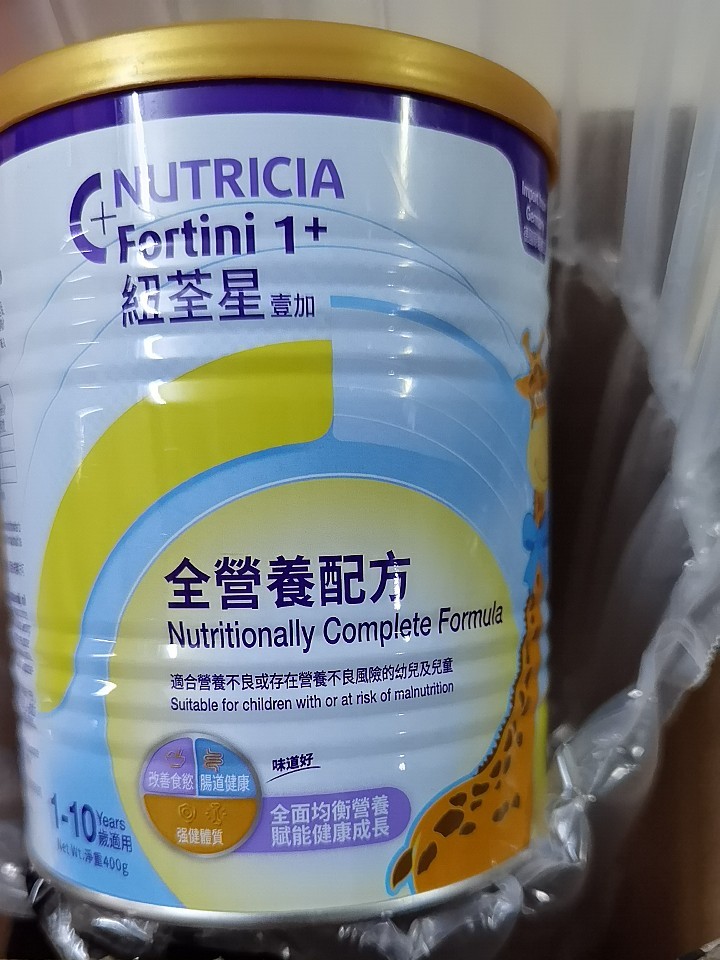 NUTRICIA
Fortini 1+
紐荃星 壹加
Import
German
全營養配方
Nutritionally Complete Formula
適合營養不良或存在營養不良風險的幼兒及兒童
Suitable for children with or at risk of malnutrition
味道好
改善食慾
腸道健康
强健體質
全面均衡營養
賦能健康成長
1-10 Years
歲適用
Net Wt.淨重400g